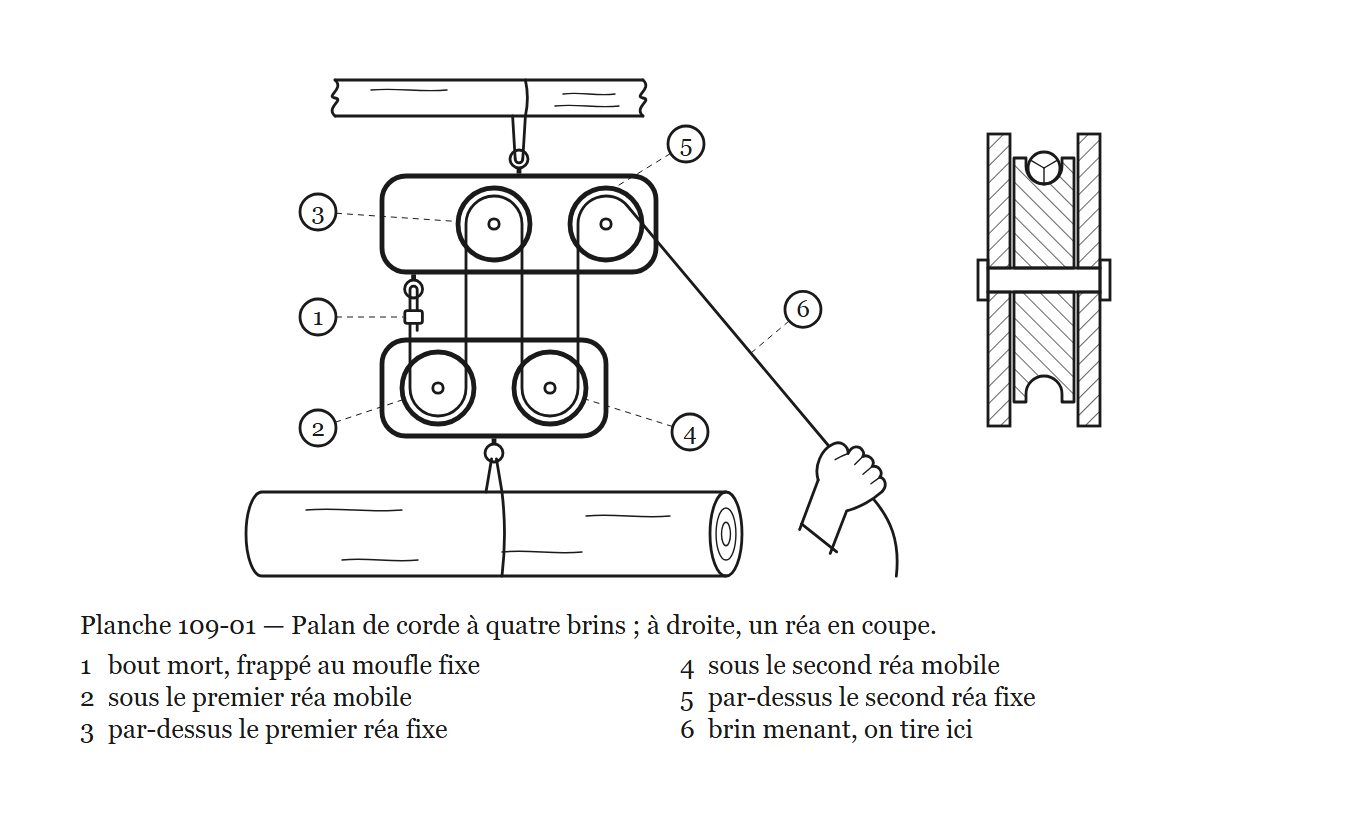 5
3
1
6
2
4
Planche 109-01 — Palan de corde à quatre brins ; à droite, un réa en coupe.
1 bout mort, frappé au moufle fixe
2 sous le premier réa mobile
3 par-dessus le premier réa fixe
4 sous le second réa mobile
5 par-dessus le second réa fixe
6 brin menant, on tire ici